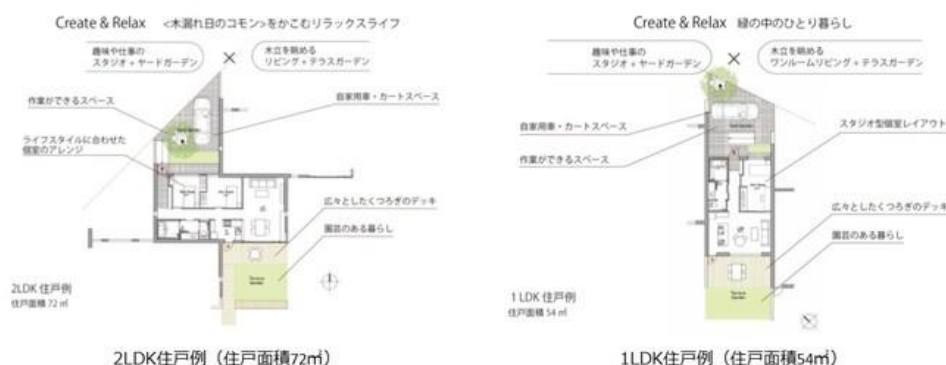 Create & Relax <木漏れ日のコモン>をかこむリラックスライフ
趣味や仕事の
スタジオ+ヤードガーデン
×
木立を眺める
リビング+テラスガーデン
作業ができるスペース
自家用車・カートスペース
ライフスタイルに合わせた
個室のアレンジ
広々としたくつろぎのデッキ
園芸のある暮らし
Terrace
Garden
2LDK 住戸例
住戸面積 72 ㎡
2LDK住戸例（住戸面積72㎡）
Create & Relax 緑の中のひとり暮らし
趣味や仕事の
スタジオ+ヤードガーデン
×
木立を眺める
ワンルームリビング+テラスガーデン
自家用車・カートスペース
スタジオ型個室レイアウト
作業ができるスペース
広々としたくつろぎのデッキ
園芸のある暮らし
1 LDK 住戸例
住戸面積 54 ㎡
1LDK住戸例（住戸面積54㎡）